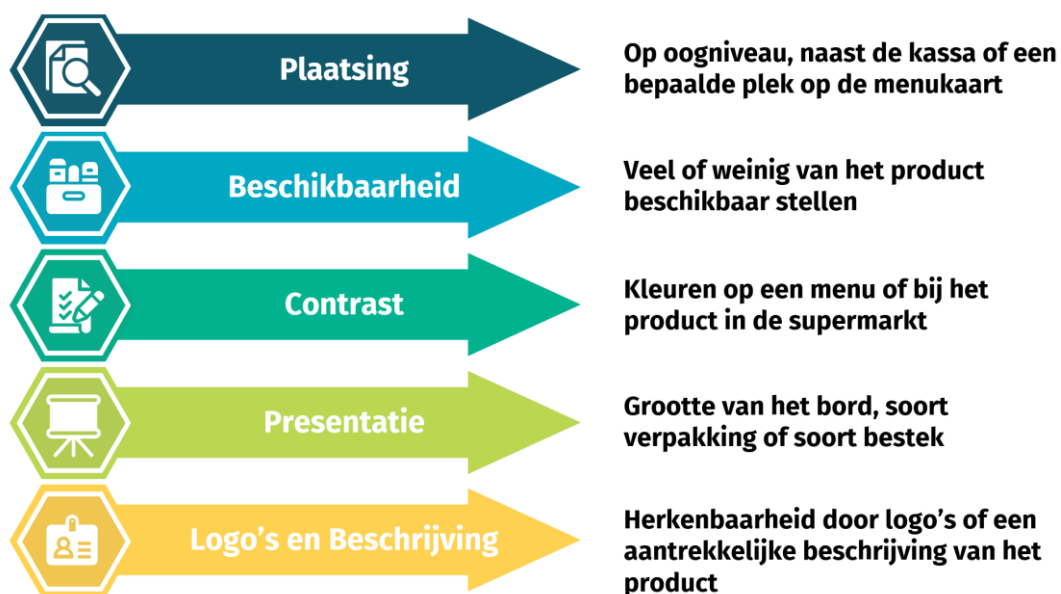 Plaatsing
Op oogniveau, naast de kassa of een
bepaalde plek op de menukaart
Beschikbaarheid
Veel of weinig van het product
beschikbaar stellen
Contrast
Kleuren op een menu of bij het
product in de supermarkt
Presentatie
Grootte van het bord, soort
verpakking of soort bestek
Logo’s en Beschrijving
Herkenbaarheid door logo’s of een
aantrekkelijke beschrijving van het
product